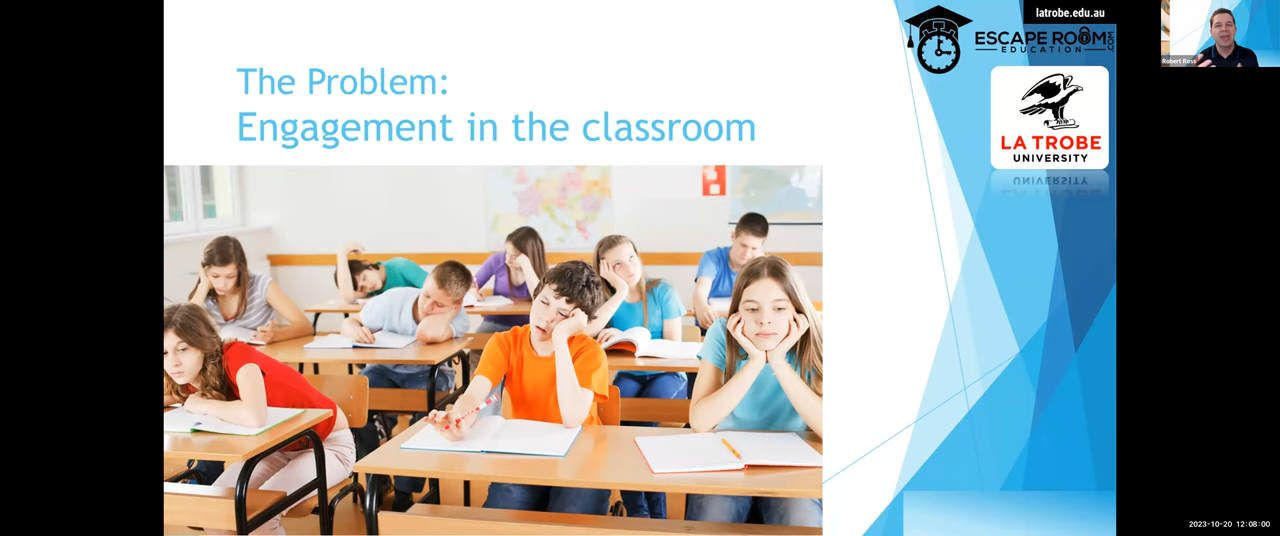 The Problem:
Engagement in the classroom
latrobe.edu.au
ESCAPE ROOM
.COM
EDUCATION
LA TROBE
UNIVERSITY
Robert Ross
2023-10-20 12:08:00